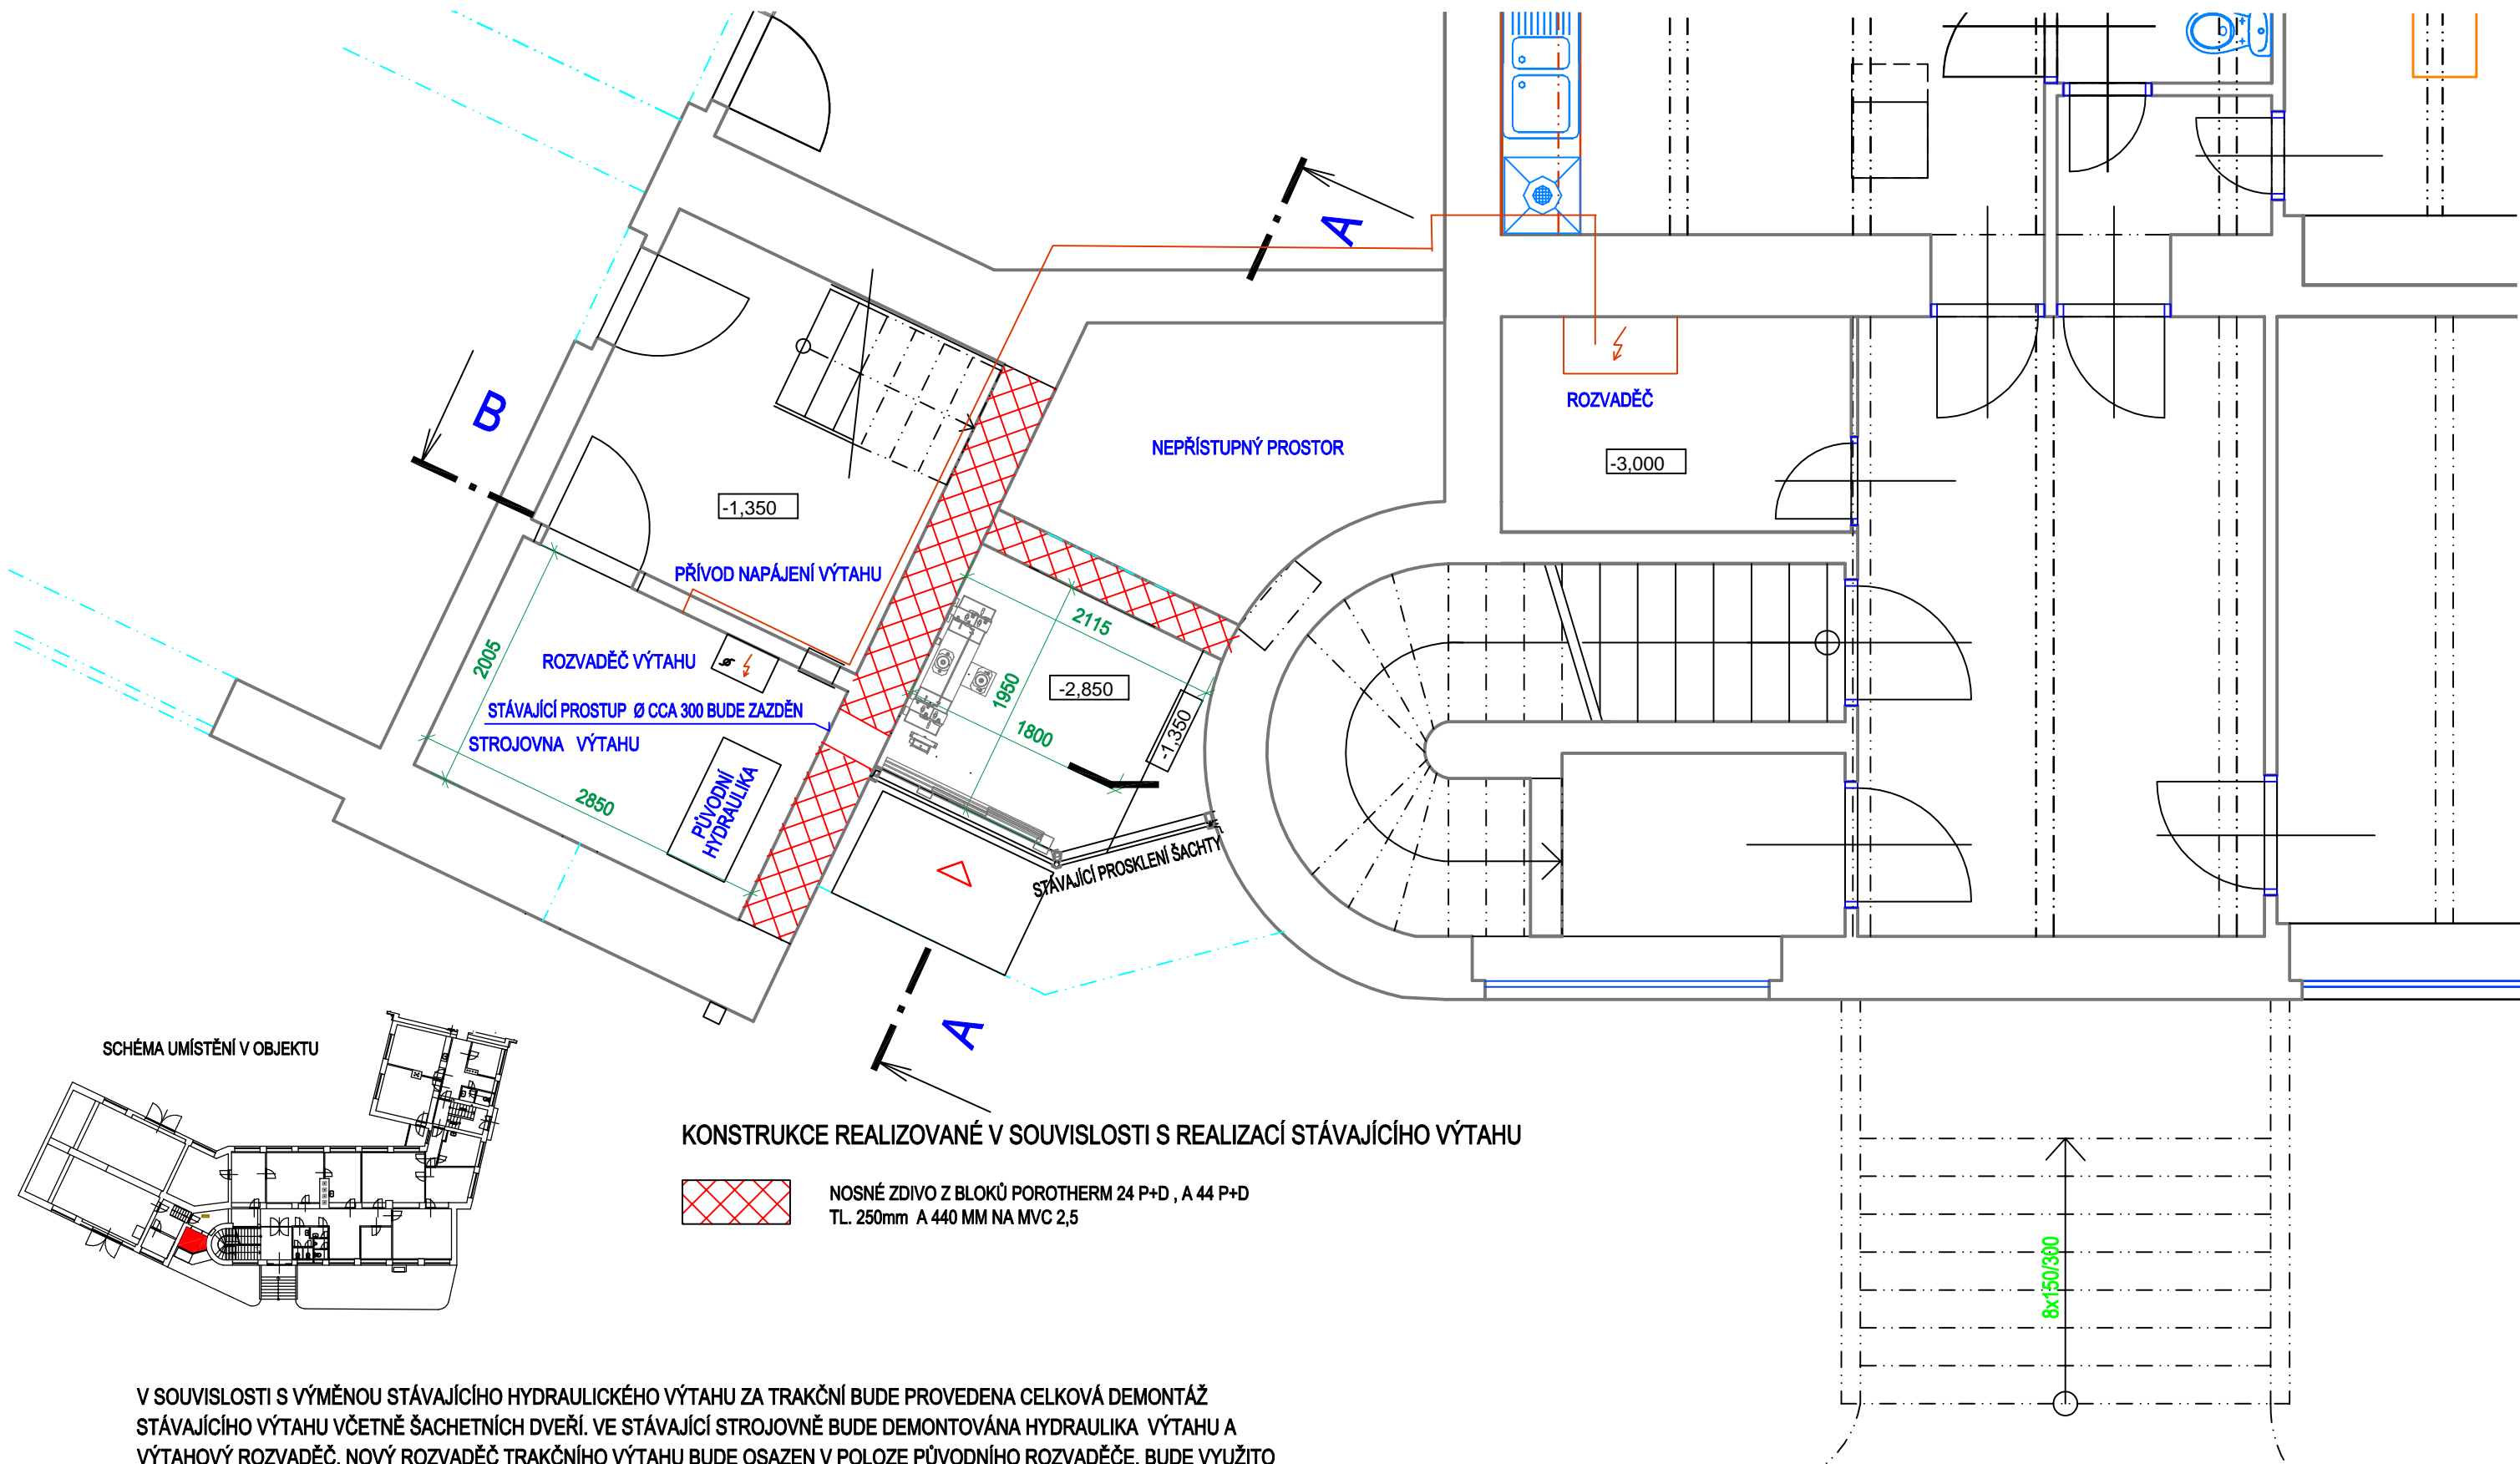 A
B
ROZVADĚČ
NEPŘÍSTUPNÝ PROSTOR
-3,000
-1,350
PŘÍVOD NAPÁJENÍ VÝTAHU
2115
2005
ROZVADĚČ VÝTAHU
1950
-2,850
STÁVAJÍCÍ PROSTUP Ø CCA 300 BUDE ZAZDĚN
1800
-1,350
STROJOVNA VÝTAHU
PŮVODNÍ
HYDRAULIKA
2850
STÁVAJÍCÍ PROSKLENÍ ŠACHTY
A
SCHÉMA UMÍSTĚNÍ V OBJEKTU
KONSTRUKCE REALIZOVANÉ V SOUVISLOSTI S REALIZACÍ STÁVAJÍCÍHO VÝTAHU
NOSNÉ ZDIVO Z BLOKŮ POROTHERM 24 P+D , A 44 P+D
TL. 250mm A 440 MM NA MVC 2,5
8x150/300
V SOUVISLOSTI S VÝMĚNOU STÁVAJÍCÍHO HYDRAULICKÉHO VÝTAHU ZA TRAKČNÍ BUDE PROVEDENA CELKOVÁ DEMONTÁŽ
STÁVAJÍCÍHO VÝTAHU VČETNĚ ŠACHETNÍCH DVEŘÍ. VE STÁVAJÍCÍ STROJOVNĚ BUDE DEMONTOVÁNA HYDRAULIKA VÝTAHU A
VÝTAHOVÝ ROZVADĚČ. NOVÝ ROZVADĚČ TRAKČNÍHO VÝTAHU BUDE OSAZEN V POLOZE PŮVODNÍHO ROZVADĚČE. BUDE VYUŽITO